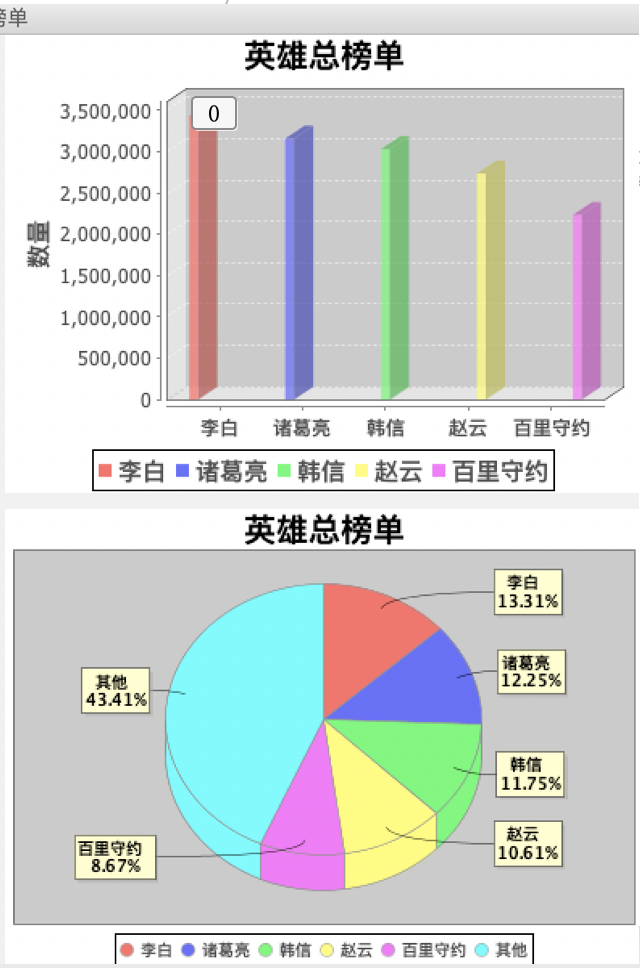 榜单
英雄总榜单
0
3,500,000
3,000,000
2,500,000
2,000,000
1,500,000
1,000,000
500,000
0
数量
李白 诸葛亮 韩信 赵云 百里守约
李白 诸葛亮 韩信 赵云 百里守约
英雄总榜单
李白
13.31%
诸葛亮
12.25%
其他
43.41%
韩信
11.75%
赵云
10.61%
百里守约
8.67%
李白 诸葛亮 韩信 赵云 百里守约 其他